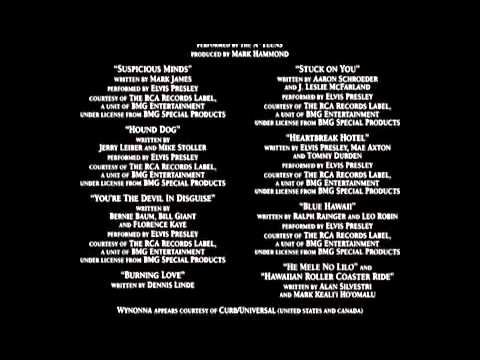 PERFORMED BY THE A*TEENS
PRODUCED BY MARK HAMMOND
"SUSPICIOUS MINDS"
WRITTEN BY MARK JAMES
PERFORMED BY ELVIS PRESLEY
COURTESY OF THE RCA RECORDS LABEL,
A UNIT OF BMG ENTERTAINMENT
UNDER LICENSE FROM BMG SPECIAL PRODUCTS
"HOUND DOG"
WRITTEN BY
JERRY LEIBER AND MIKE STOLLER
PERFORMED BY ELVIS PRESLEY
COURTESY OF THE RCA RECORDS LABEL,
A UNIT OF BMG ENTERTAINMENT
UNDER LICENSE FROM BMG SPECIAL PRODUCTS
"YOU'RE THE DEVIL IN DISGUISE"
WRITTEN BY
BERNIE BAUM, BILL GIANT
AND FLORENCE KAYE
PERFORMED BY ELVIS PRESLEY
COURTESY OF THE RCA RECORDS LABEL,
A UNIT OF BMG ENTERTAINMENT
UNDER LICENSE FROM BMG SPECIAL PRODUCTS
"BURNING LOVE"
WRITTEN BY DENNIS LINDE
"STUCK ON YOU"
WRITTEN BY AARON SCHROEDER
AND J. LESLIE MCFARLAND
PERFORMED BY ELVIS PRESLEY
COURTESY OF THE RCA RECORDS LABEL,
A UNIT OF BMG ENTERTAINMENT
UNDER LICENSE FROM BMG SPECIAL PRODUCTS
"HEARTBREAK HOTEL"
WRITTEN BY ELVIS PRESLEY, MAE AXTON
AND TOMMY DURDEN
PERFORMED BY ELVIS PRESLEY
COURTESY OF THE RCA RECORDS LABEL,
A UNIT OF BMG ENTERTAINMENT
UNDER LICENSE FROM BMG SPECIAL PRODUCTS
"BLUE HAWAII"
WRITTEN BY RALPH RAINGER AND LEO ROBIN
PERFORMED BY ELVIS PRESLEY
COURTESY OF THE RCA RECORDS LABEL,
A UNIT OF BMG ENTERTAINMENT
UNDER LICENSE FROM BMG SPECIAL PRODUCTS
"HE MELE NO LILO" AND
"HAWAIIAN ROLLER COASTER RIDE"
WRITTEN BY ALAN SILVESTRI
AND MARK KEALI'I HO'OMALU
WYNONNA APPEARS COURTESY OF CURB/UNIVERSAL (UNITED STATES AND CANADA)